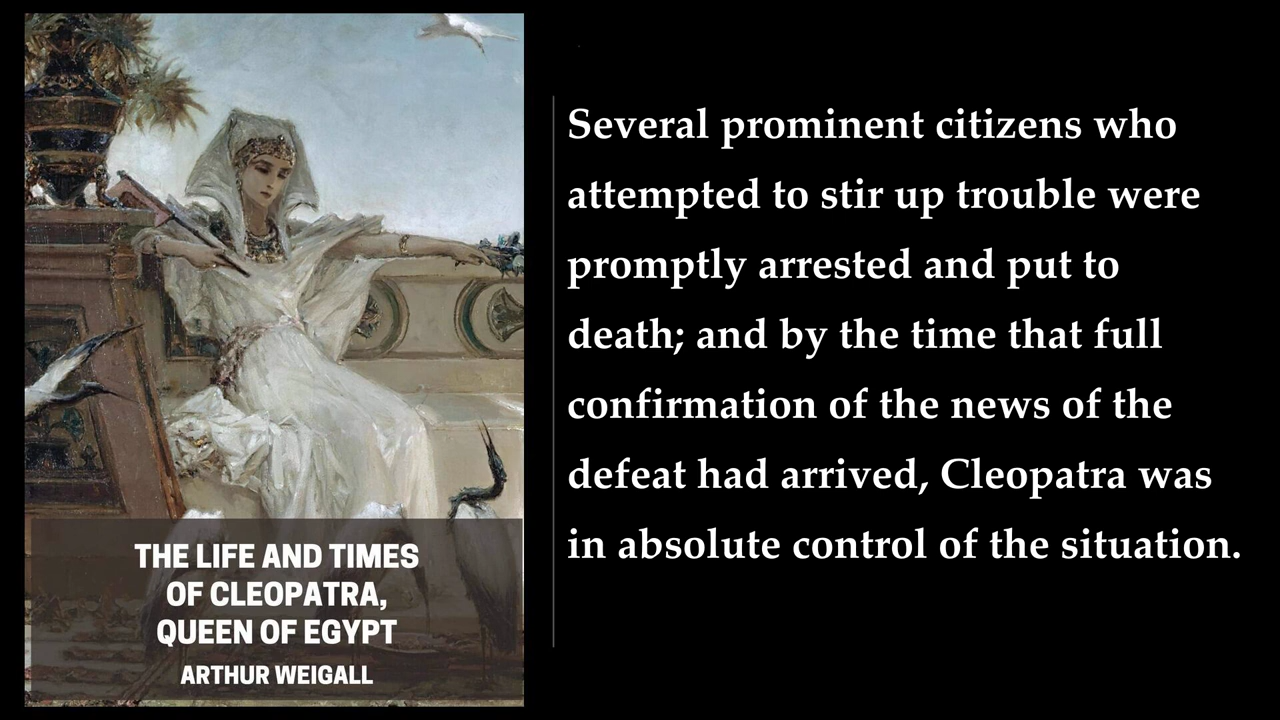 THE LIFE AND TIMES
OF CLEOPATRA,
QUEEN OF EGYPT
ARTHUR WEIGALL
Several prominent citizens who
attempted to stir up trouble were
promptly arrested and put to
death; and by the time that full
confirmation of the news of the
defeat had arrived, Cleopatra was
in absolute control of the situation.